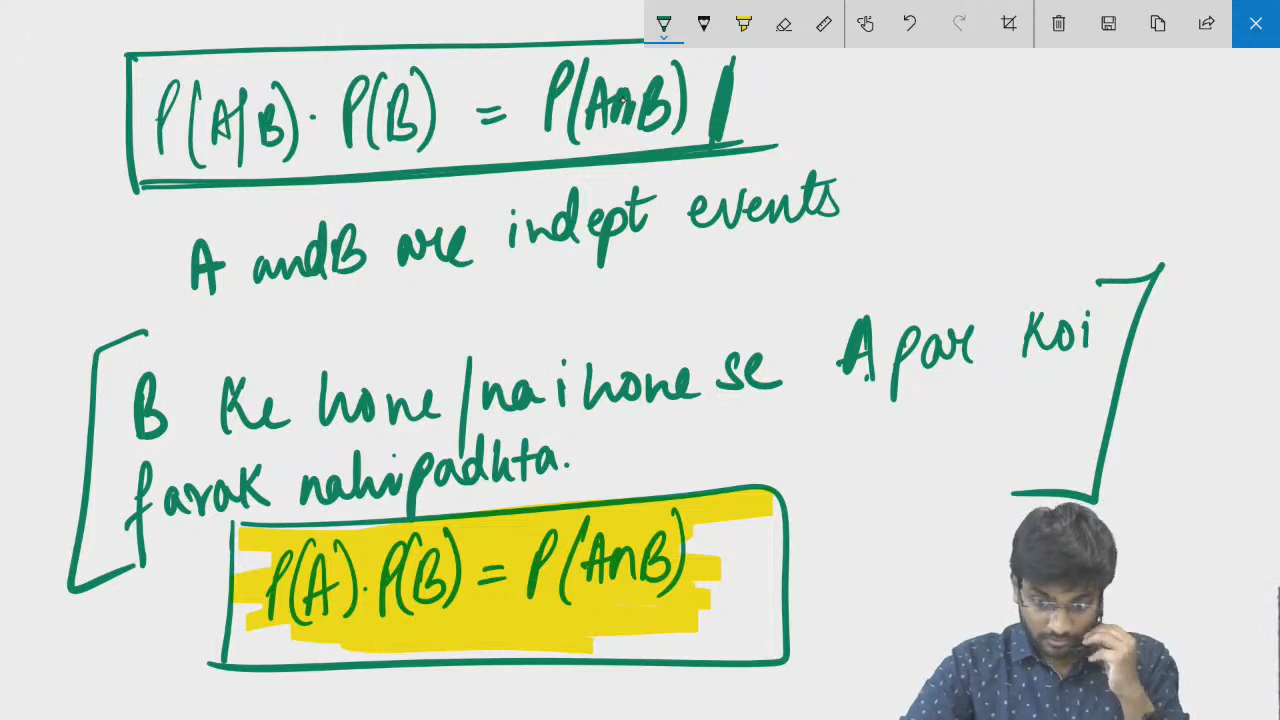 P(A|B) · P(B) = P(A∩B)
A and B are indept events
B ke hone/nai hone se A par koi
farak nahi padhta.
P(A) · P(B) = P(A∩B)